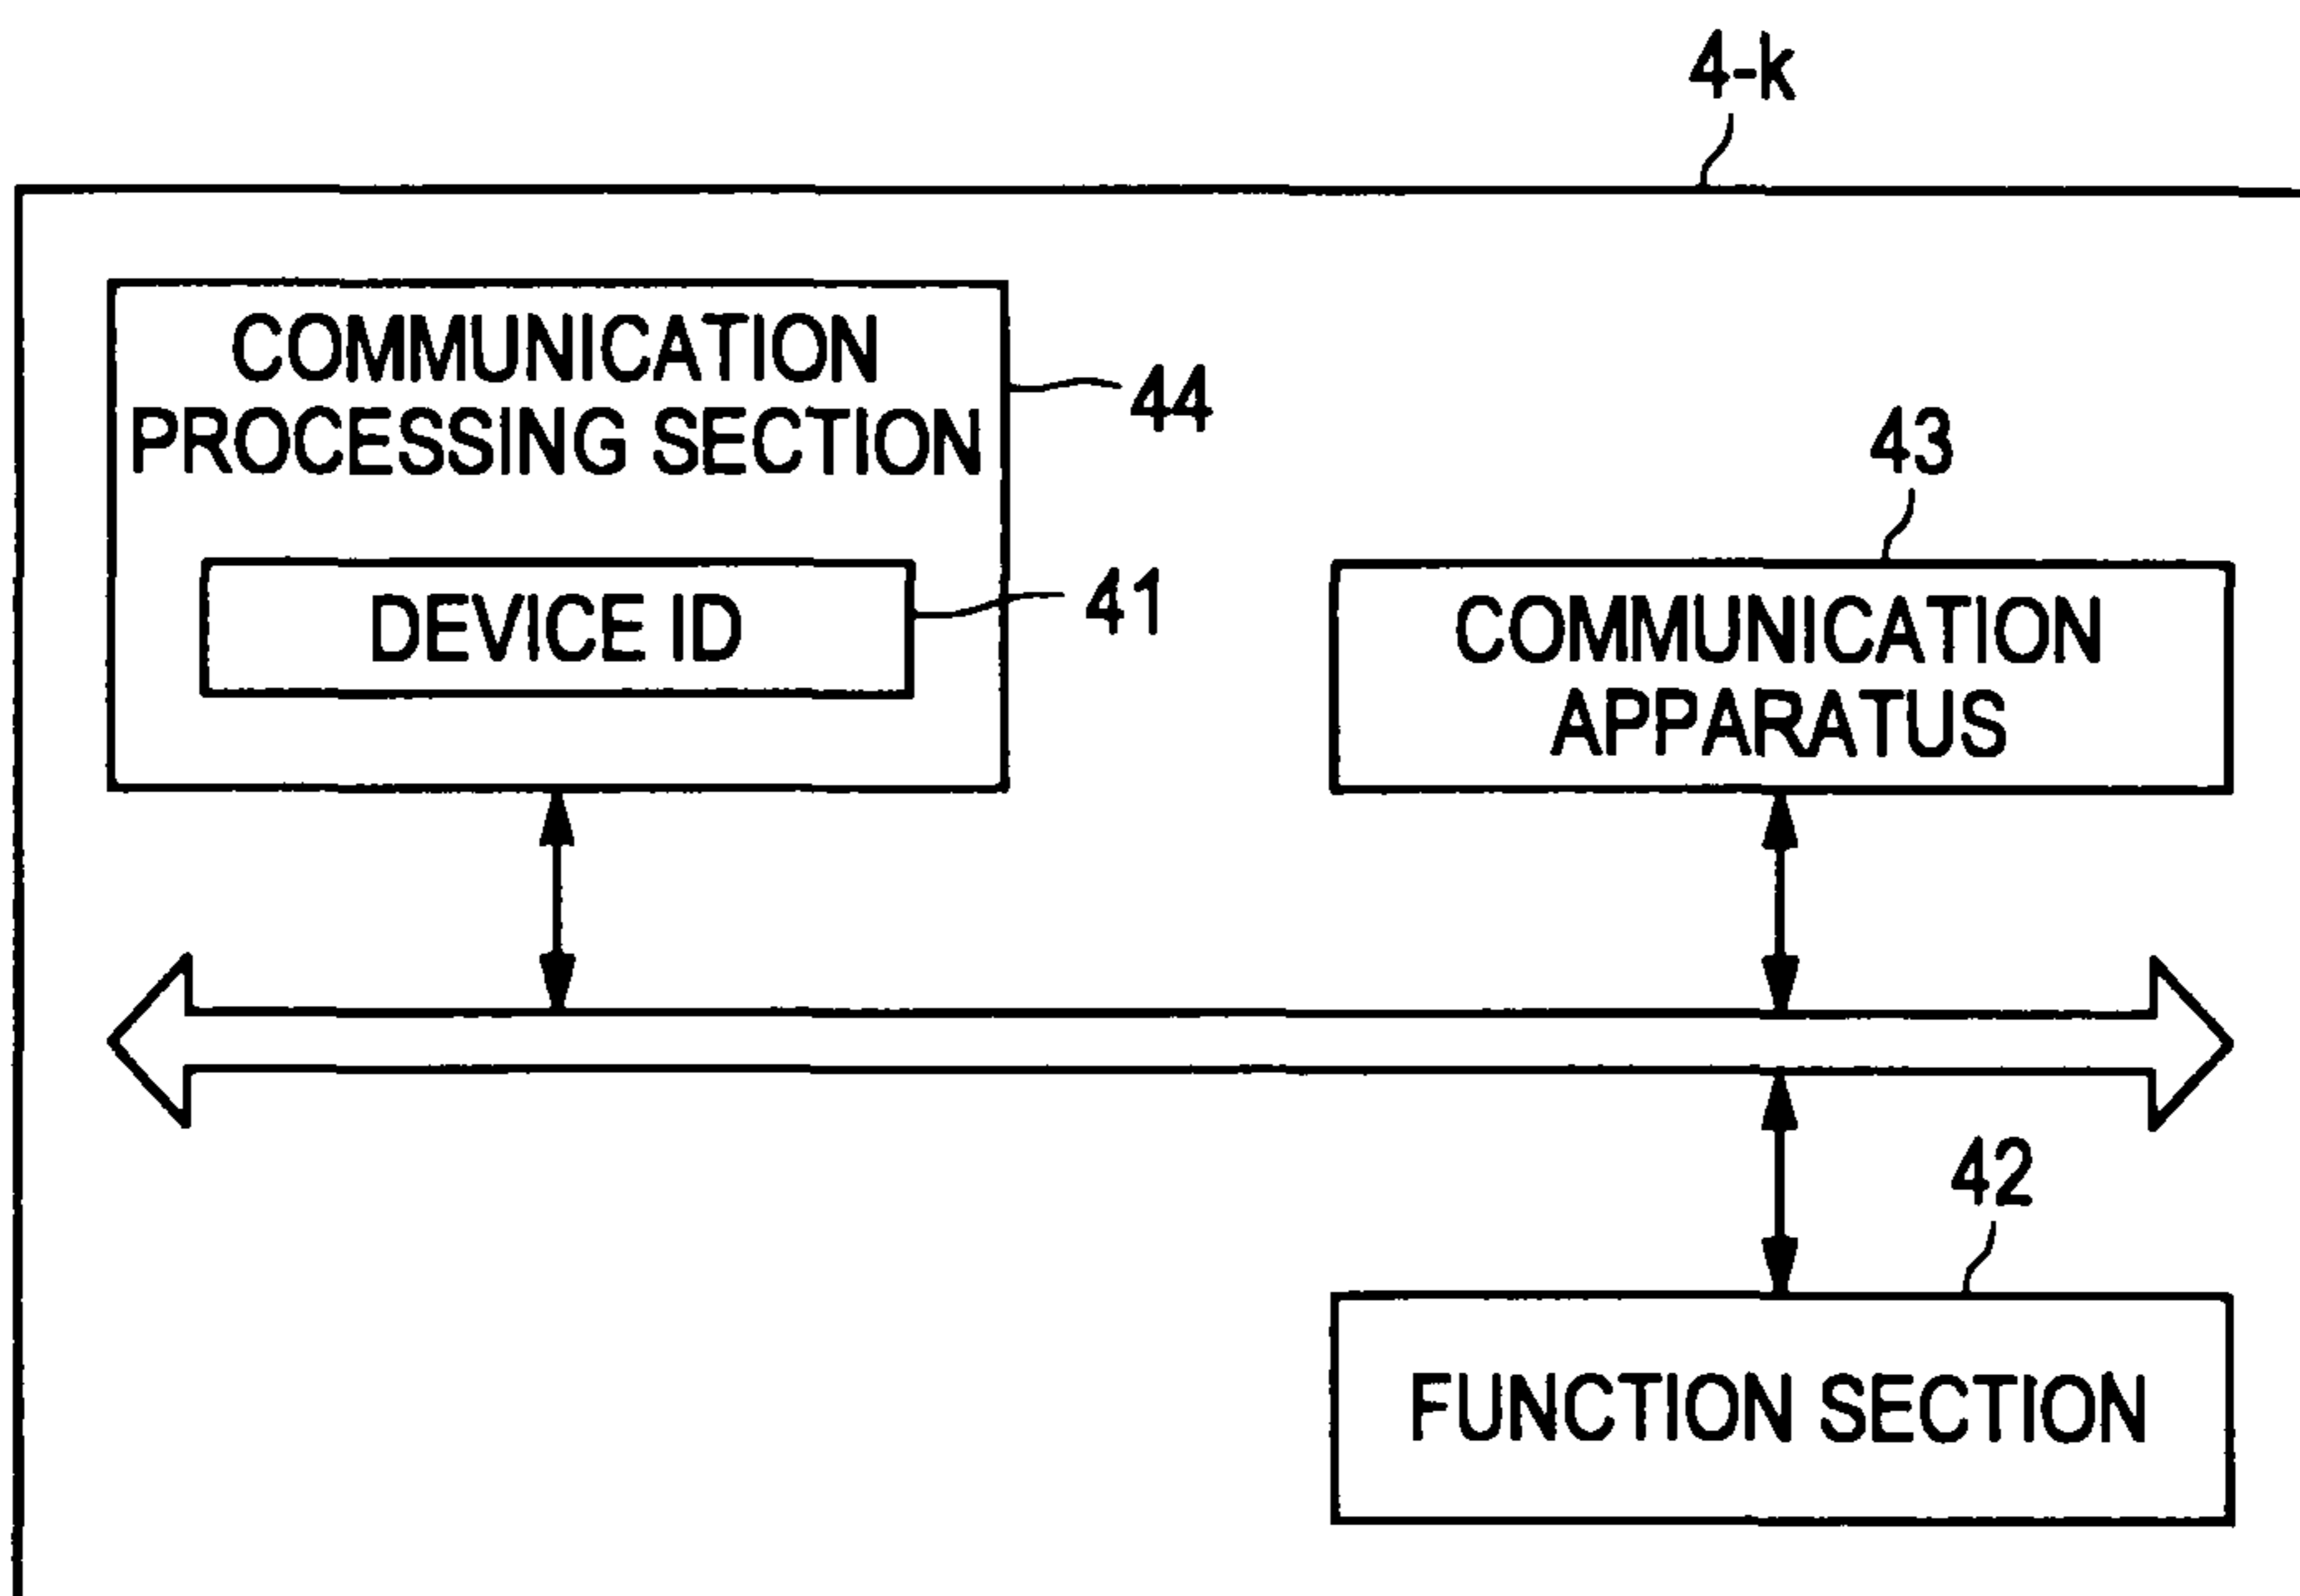 4-k
COMMUNICATION
PROCESSING SECTION
44
DEVICE ID
41
43
COMMUNICATION
APPARATUS
42
FUNCTION SECTION